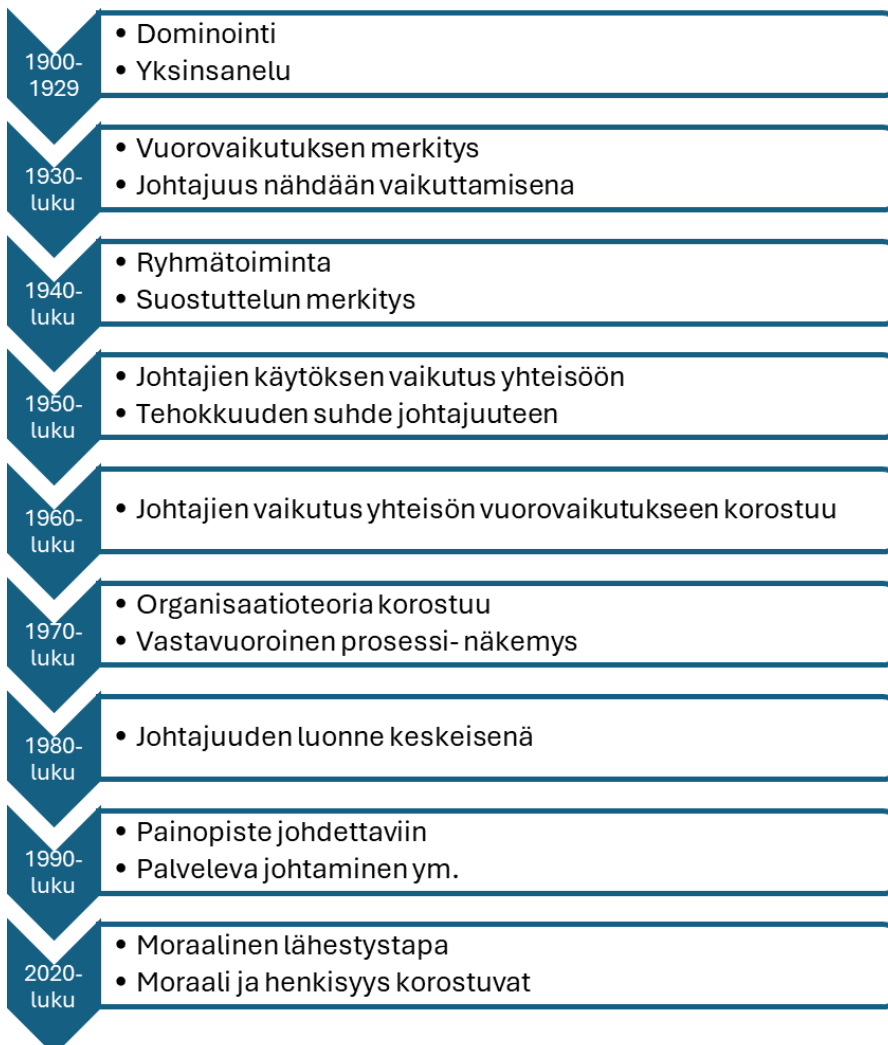 1900-
1929
• Dominointi
• Yksinsanelu
1930-
luku
• Vuorovaikutuksen merkitys
• Johtajuus nähdään vaikuttamisena
1940-
luku
• Ryhmätoiminta
• Suostuttelun merkitys
1950-
luku
• Johtajien käytöksen vaikutus yhteisöön
• Tehokkuuden suhde johtajuuteen
1960-
luku
• Johtajien vaikutus yhteisön vuorovaikutukseen korostuu
1970-
luku
• Organisaatioteoria korostuu
• Vastavuoroinen prosessi- näkemys
1980-
luku
• Johtajuuden luonne keskeisenä
1990-
luku
• Painopiste johdettaviin
• Palveleva johtaminen ym.
2020-
luku
• Moraalinen lähestystapa
• Moraali ja henkisyys korostuvat